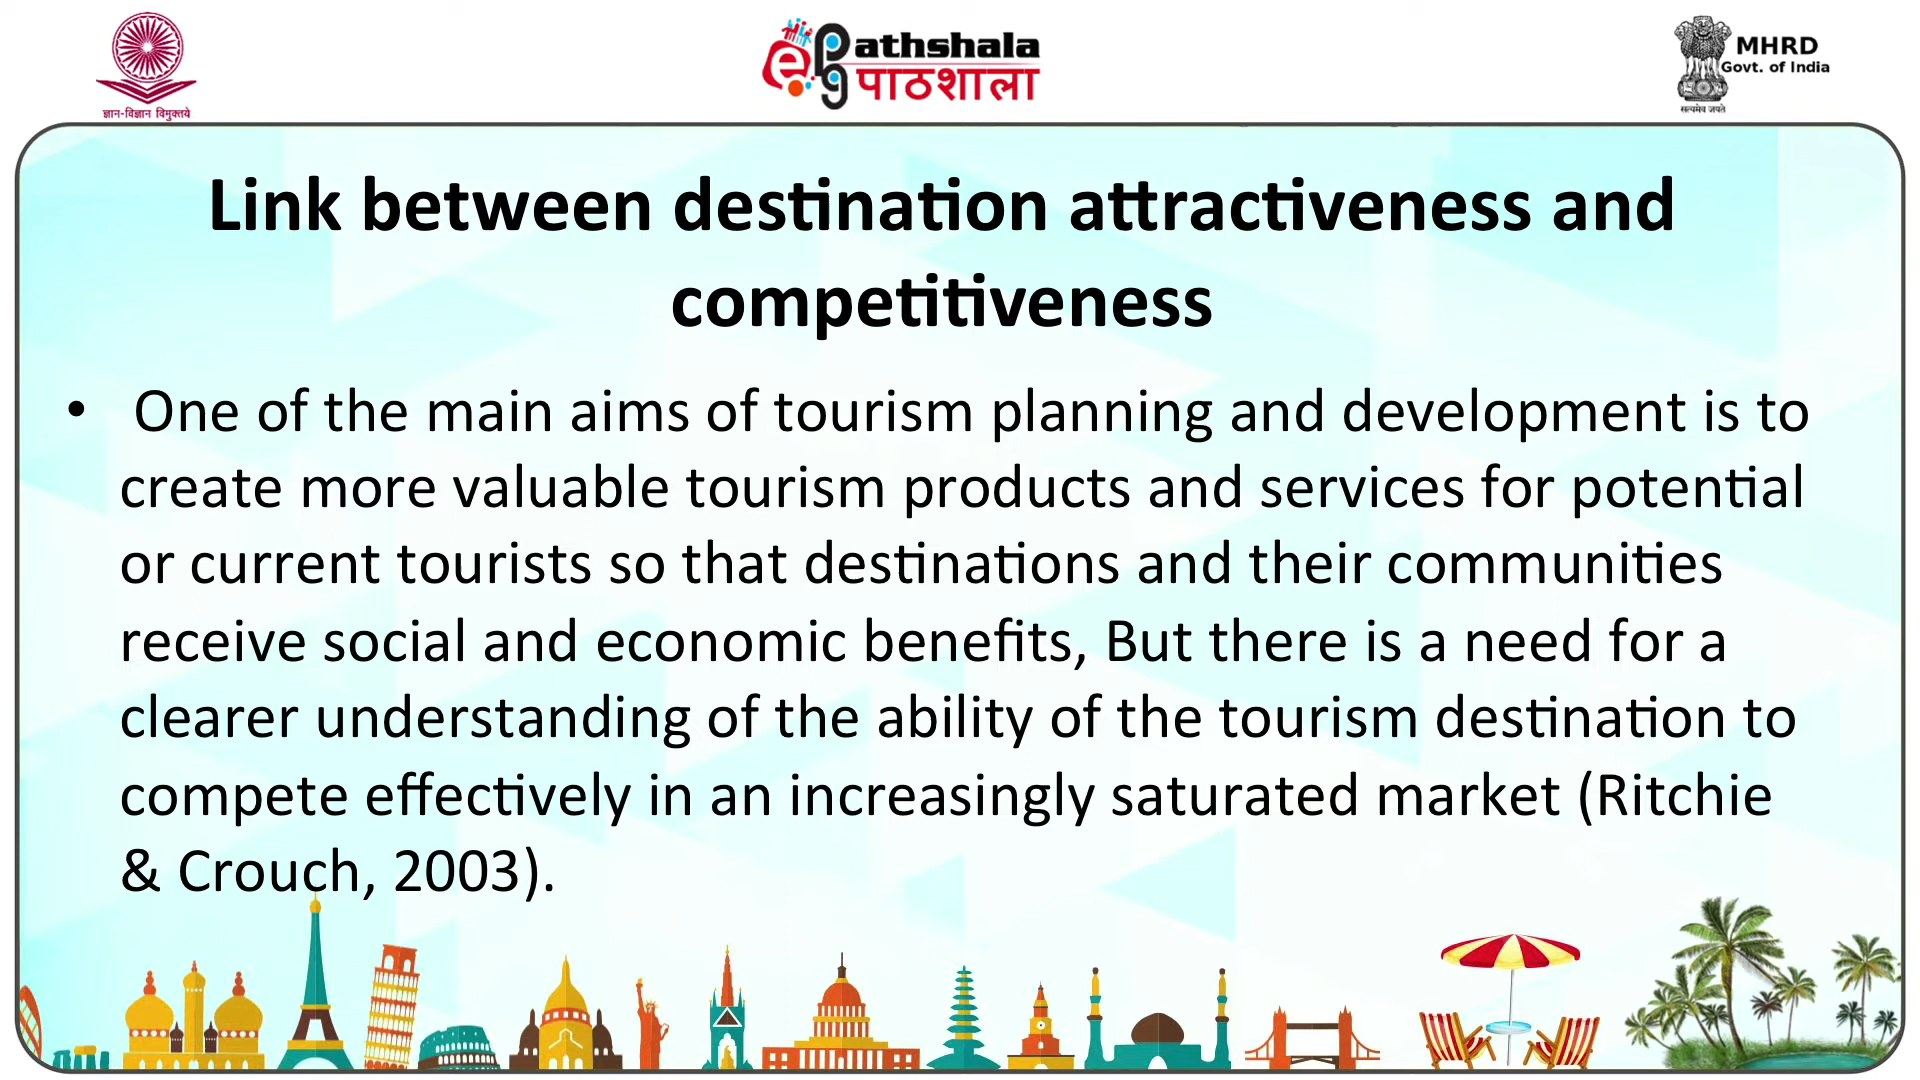 ज्ञान-विज्ञान विमुक्तये
ePG Pathshala
पाठशाला
MHRD
Govt. of India
सत्यमेव जयते
Link between destination attractiveness and
competitiveness
• One of the main aims of tourism planning and development is to
create more valuable tourism products and services for potential
or current tourists so that destinations and their communities
receive social and economic benefits, But there is a need for a
clearer understanding of the ability of the tourism destination to
compete effectively in an increasingly saturated market (Ritchie
& Crouch, 2003).